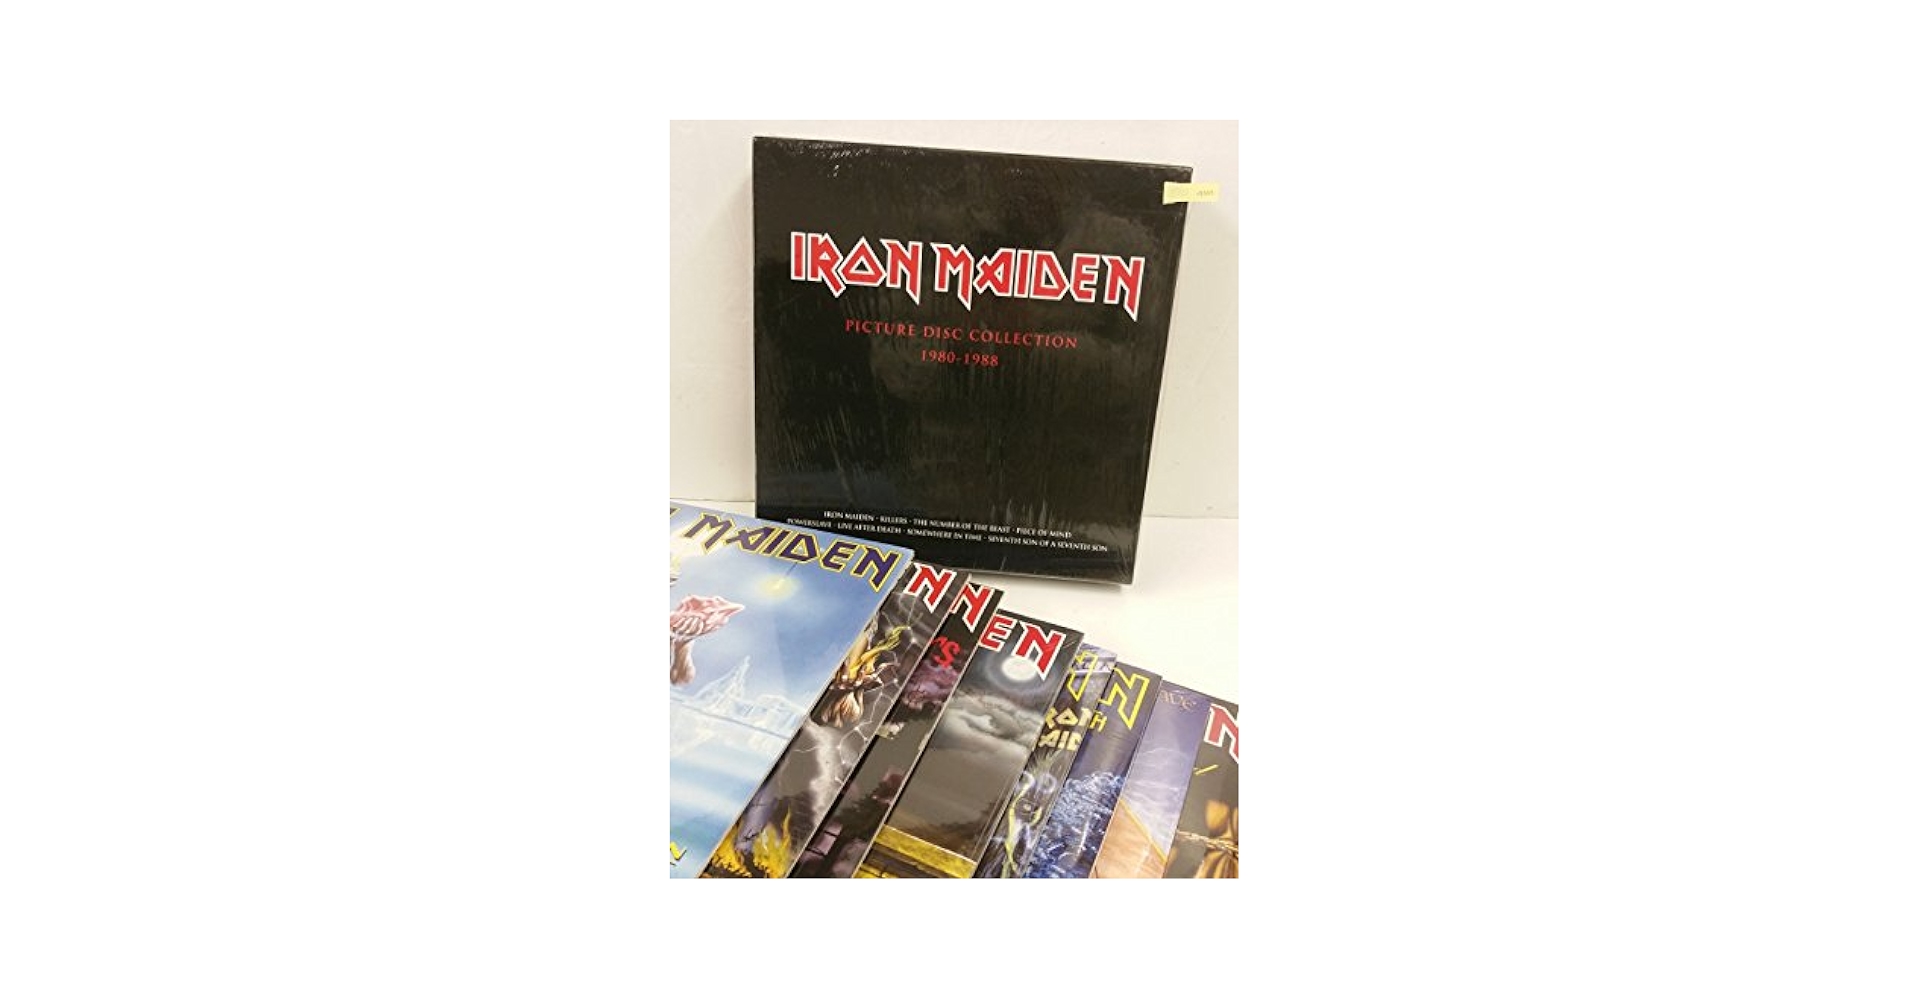 IRON MAIDEN
PICTURE DISC COLLECTION
1980-1988
IRON MAIDEN · KILLERS · THE NUMBER OF THE BEAST · PIECE OF MIND
POWERSLAVE · LIVE AFTER DEATH · SOMEWHERE IN TIME · SEVENTH SON OF A SEVENTH SON
MAIDEN
N
N
EN
N
N